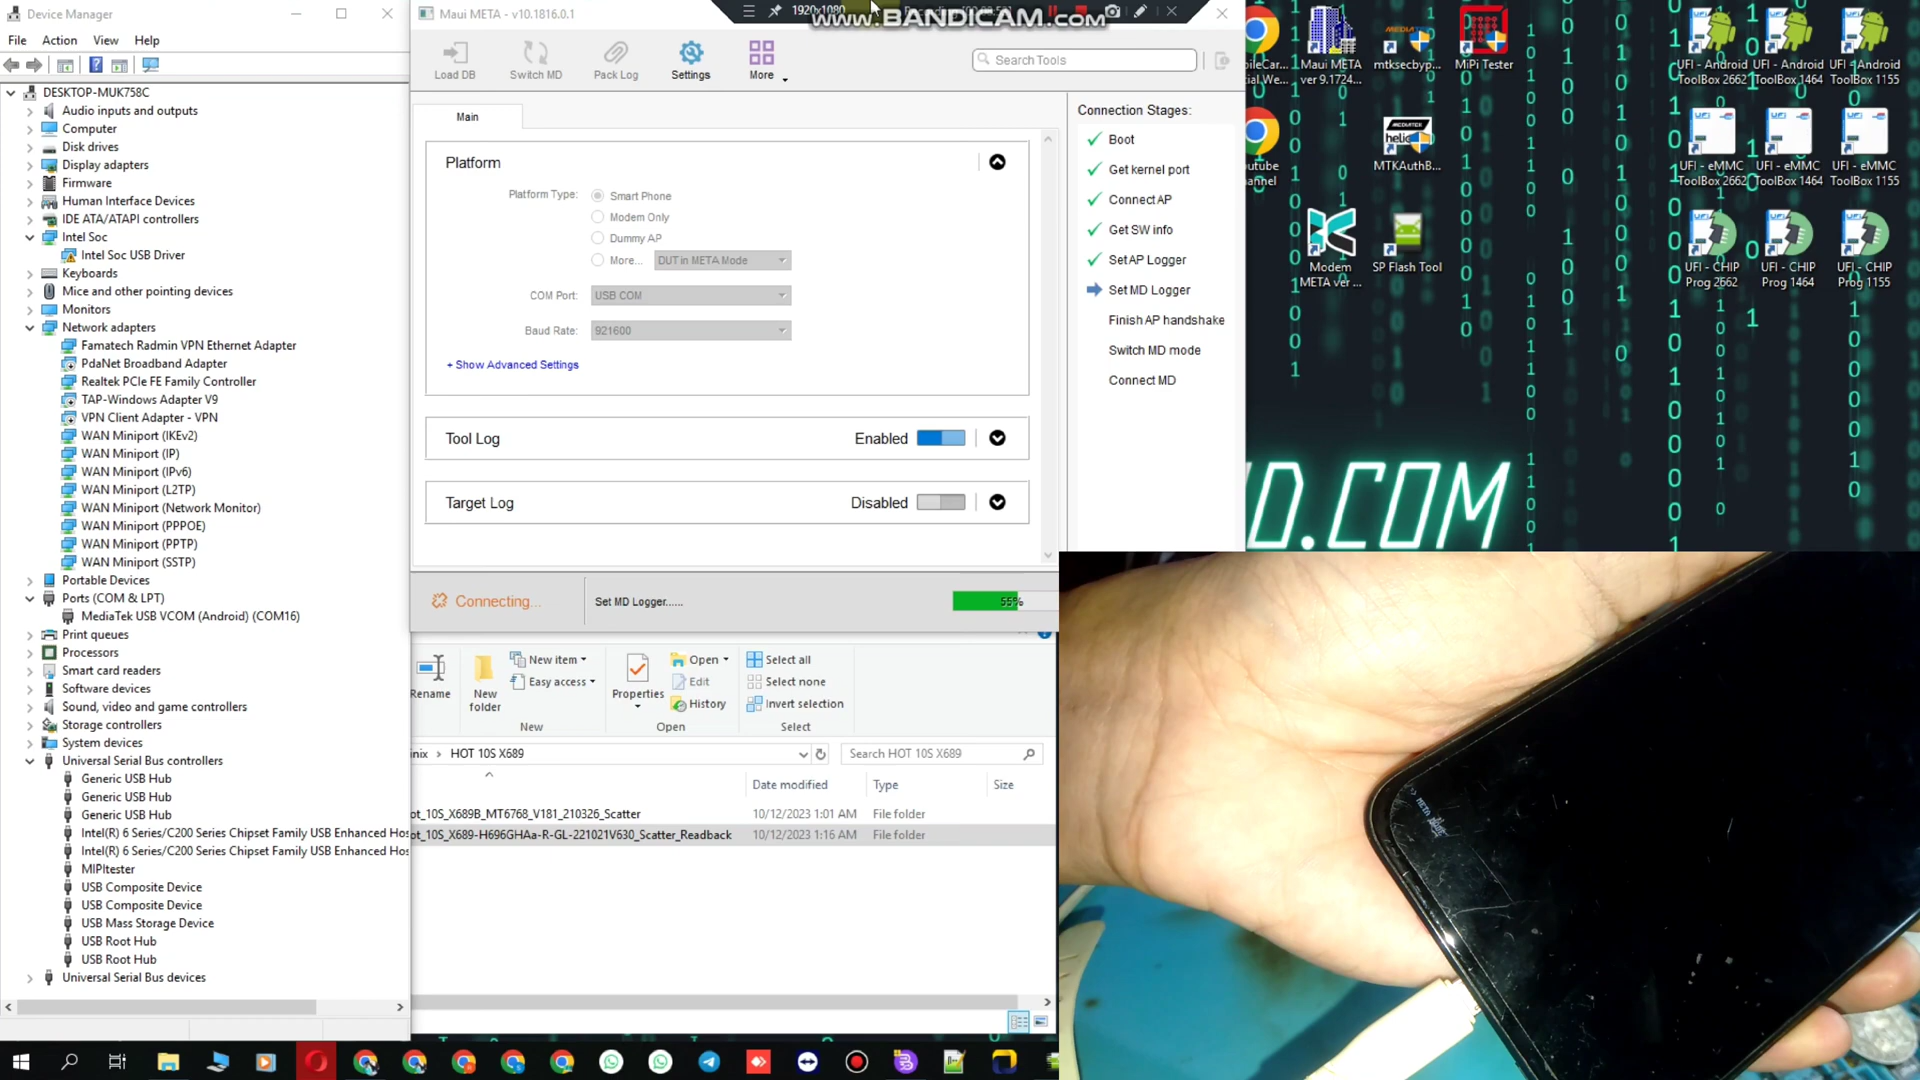 Device Manager
File Action View Help
DESKTOP-MUK758C
Audio inputs and outputs
Computer
Disk drives
Display adapters
Firmware
Human Interface Devices
IDE ATA/ATAPI controllers
Intel Soc
Intel Soc USB Driver
Keyboards
Mice and other pointing devices
Monitors
Network adapters
Famatech Radmin VPN Ethernet Adapter
PdaNet Broadband Adapter
Realtek PCIe FE Family Controller
TAP-Windows Adapter V9
VPN Client Adapter - VPN
WAN Miniport (IKEv2)
WAN Miniport (IP)
WAN Miniport (IPv6)
WAN Miniport (L2TP)
WAN Miniport (Network Monitor)
WAN Miniport (PPPOE)
WAN Miniport (PPTP)
WAN Miniport (SSTP)
Portable Devices
Ports (COM & LPT)
MediaTek USB VCOM (Android) (COM16)
Print queues
Processors
Smart card readers
Software devices
Sound, video and game controllers
Storage controllers
System devices
Universal Serial Bus controllers
Generic USB Hub
Generic USB Hub
Generic USB Hub
Intel(R) 6 Series/C200 Series Chipset Family USB Enhanced Hos
Intel(R) 6 Series/C200 Series Chipset Family USB Enhanced Hos
MIPItester
USB Composite Device
USB Composite Device
USB Mass Storage Device
USB Root Hub
USB Root Hub
Universal Serial Bus devices
Maui META - v10.1816.0.1
1920x1080
www.BANDICAM.com
Load DB
Switch MD
Pack Log
Settings
More
Search Tools
Main
Platform
Platform Type:
Smart Phone
Modem Only
Dummy AP
More...
DUT in META Mode
COM Port:
USB COM
Baud Rate:
921600
+ Show Advanced Settings
Tool Log
Enabled
Target Log
Disabled
Connection Stages:
Boot
Get kernel port
Connect AP
Get SW info
Set AP Logger
Set MD Logger
Finish AP handshake
Switch MD mode
Connect MD
Connecting...
Set MD Logger......
55%
Rename
New folder
New item
Easy access
New
Properties
Open
Edit
History
Open
Select all
Select none
Invert selection
Select
inix › HOT 10S X689
Search HOT 10S X689
Date modified
Type
Size
ot_10S_X689B_MT6768_V181_210326_Scatter
10/12/2023 1:01 AM
File folder
ot_10S_X689-H696GHAa-R-GL-221021V630_Scatter_Readback
10/12/2023 1:16 AM
File folder
bileCar...
ial We...
Maui META ver 9.1724...
mtksecbyp...
MiPi Tester
UFI - Android ToolBox 2662
UFI - Android ToolBox 1464
UFI - Android ToolBox 1155
outube
annel
MEDIATEK
helio
MTKAuthB...
UFI - eMMC ToolBox 2662
UFI - eMMC ToolBox 1464
UFI - eMMC ToolBox 1155
Modem META ver ...
SP Flash Tool
UFI - CHIP Prog 2662
UFI - CHIP Prog 1464
UFI - CHIP Prog 1155
D.COM